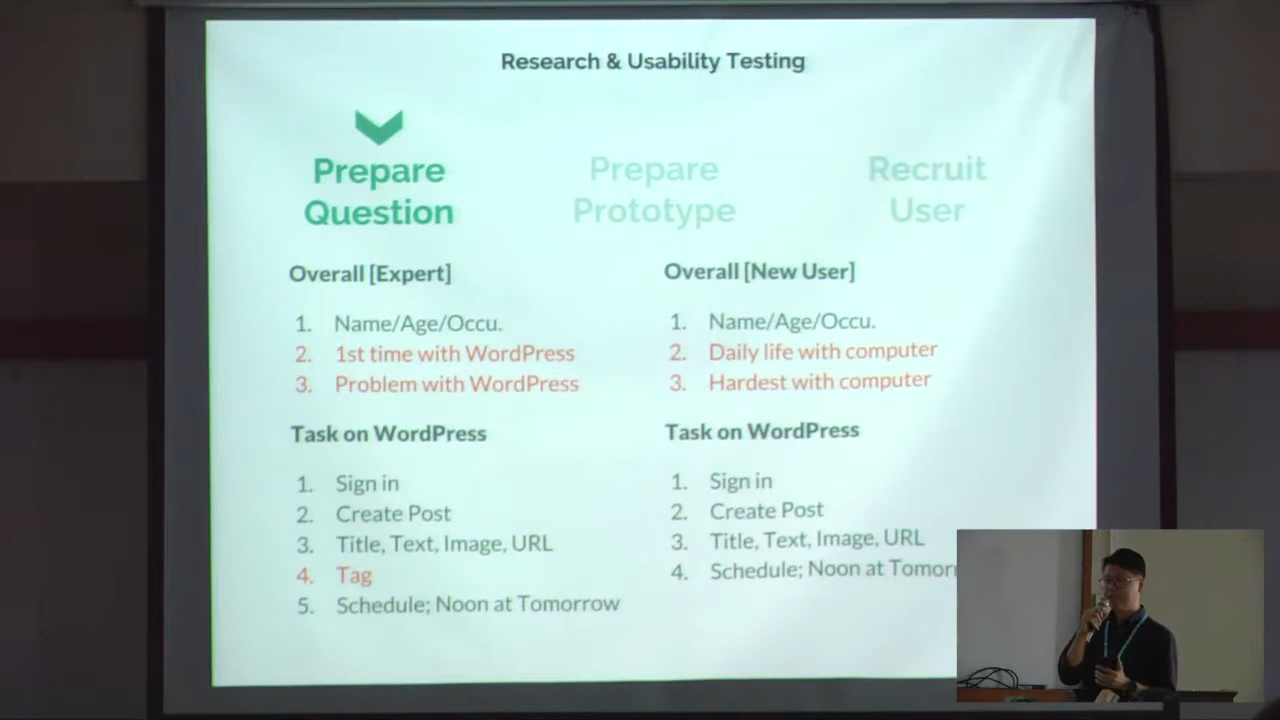 Research & Usability Testing
Prepare
Question
Prepare
Prototype
Recruit
User
Overall [Expert]
1. Name/Age/Occu.
2. 1st time with WordPress
3. Problem with WordPress
Task on WordPress
1. Sign in
2. Create Post
3. Title, Text, Image, URL
4. Tag
5. Schedule; Noon at Tomorrow
Overall [New User]
1. Name/Age/Occu.
2. Daily life with computer
3. Hardest with computer
Task on WordPress
1. Sign in
2. Create Post
3. Title, Text, Image, URL
4. Schedule; Noon at